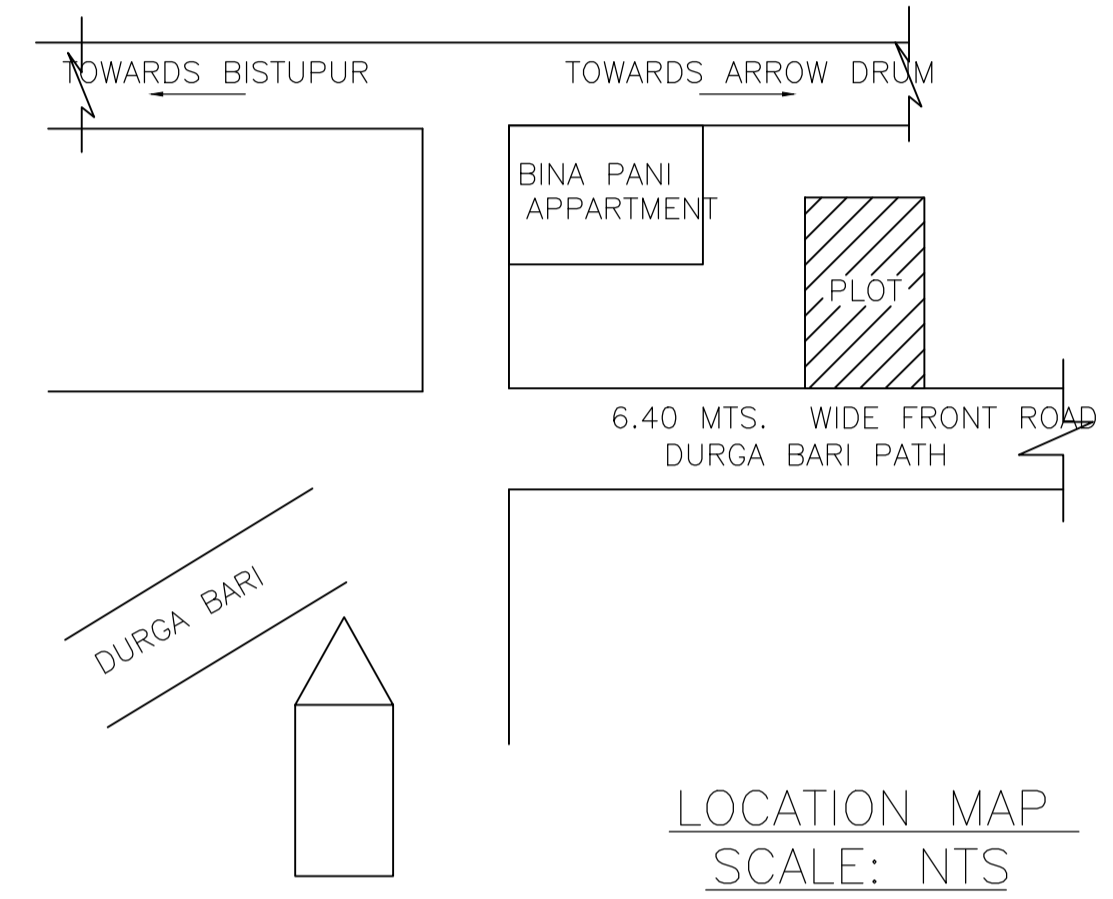 TOWARDS BISTUPUR
TOWARDS ARROW DRUM
BINA PANI
APPARTMENT
PLOT
6.40 MTS. WIDE FRONT ROAD
DURGA BARI PATH
DURGA BARI
LOCATION MAP
SCALE: NTS